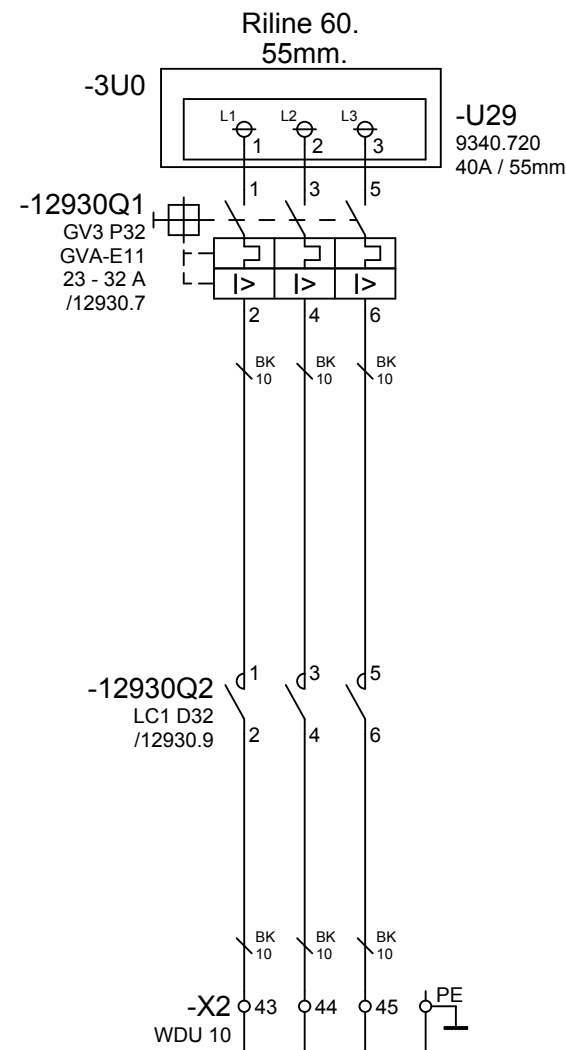 Riline 60.
55mm.
-3U0
L1 L2 L3
1 2 3
-U29
9340.720
40A / 55mm
1 3 5
-12930Q1
GV3 P32
GVA-E11
23 - 32 A
/12930.7
I> I> I>
2 4 6
BK BK BK
10 10 10
1 3 5
-12930Q2
LC1 D32
/12930.9
2 4 6
BK BK BK
10 10 10
-X2 43 44 45 PE
WDU 10